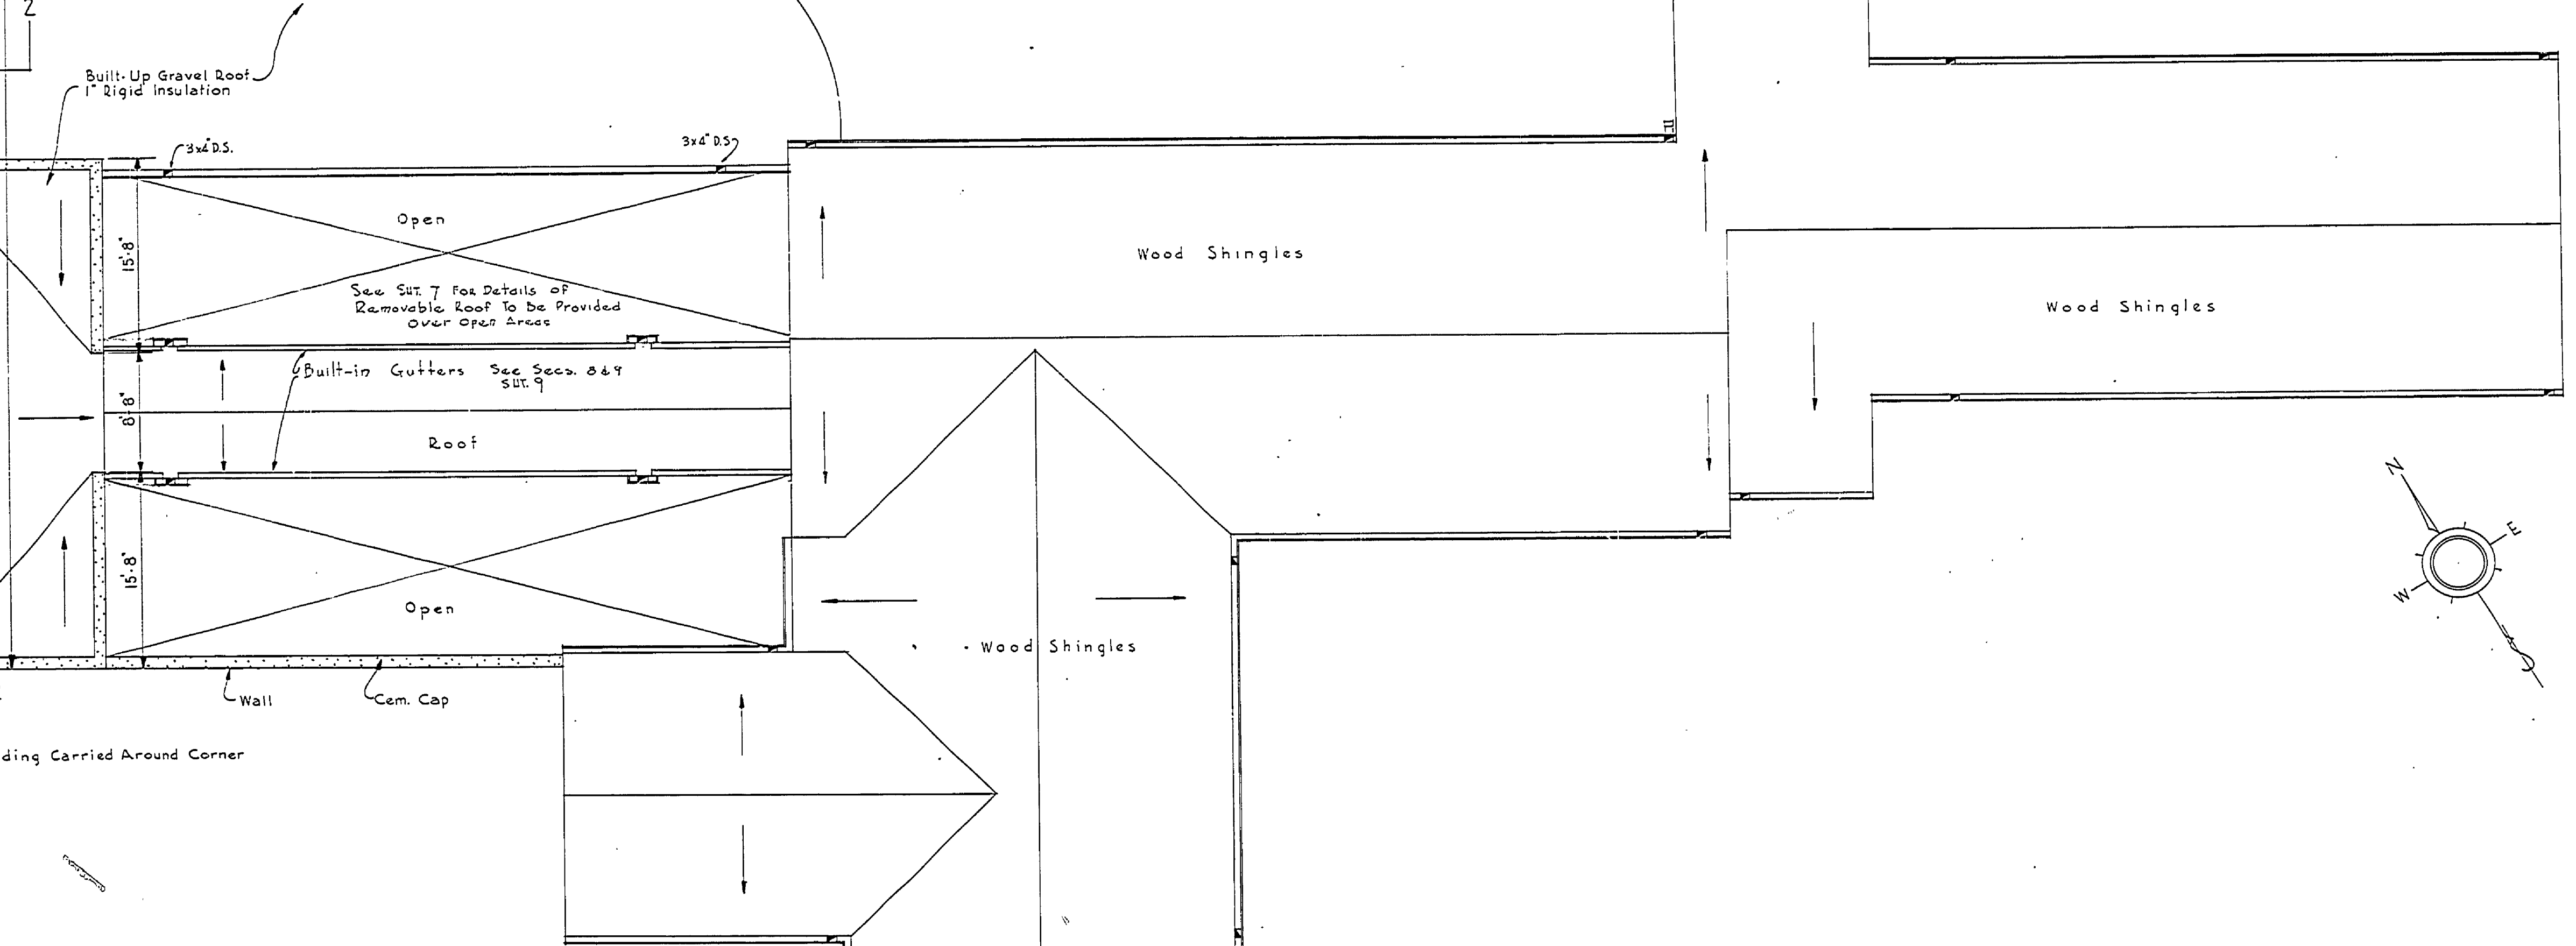 2
Built-Up Gravel Roof
1" Rigid Insulation
3x4" D.S.
3x4" D.S.
Open
15'-8"
Wood Shingles
See SHT. 7 For Details of
Removable Roof To Be Provided
Over Open Areas
Wood Shingles
Built-in Gutters See Secs. 8 & 9
SHT. 9
8'-8"
Roof
N
E
W
S
15'-8"
Open
Wood Shingles
Wall
Cem. Cap
ding Carried Around Corner